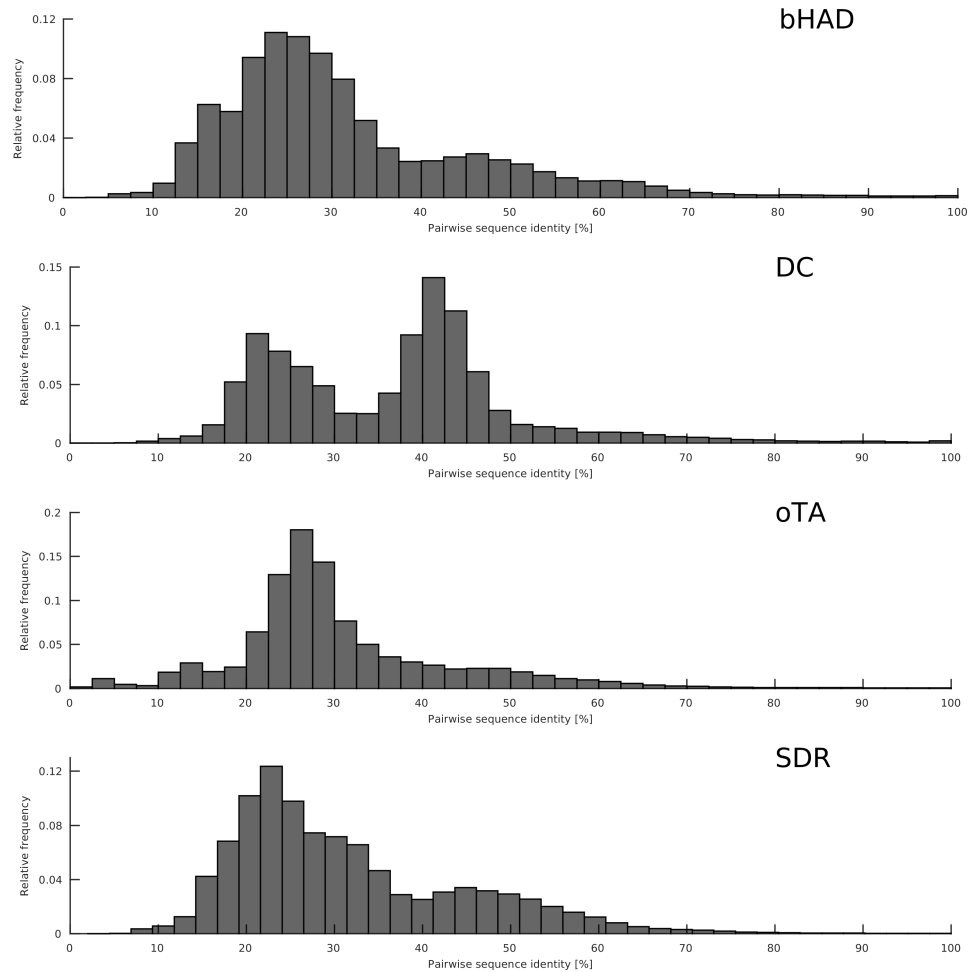 bHAD
0.12
0.08
0.04
0
Relative frequency
0 10 20 30 40 50 60 70 80 90 100
Pairwise sequence identity [%]
DC
0.15
0.1
0.05
0
Relative frequency
0 10 20 30 40 50 60 70 80 90 100
Pairwise sequence identity [%]
oTA
0.2
0.15
0.1
0.05
0
Relative frequency
0 10 20 30 40 50 60 70 80 90 100
Pairwise sequence identity [%]
SDR
0.12
0.08
0.04
0
Relative frequency
0 10 20 30 40 50 60 70 80 90 100
Pairwise sequence identity [%]